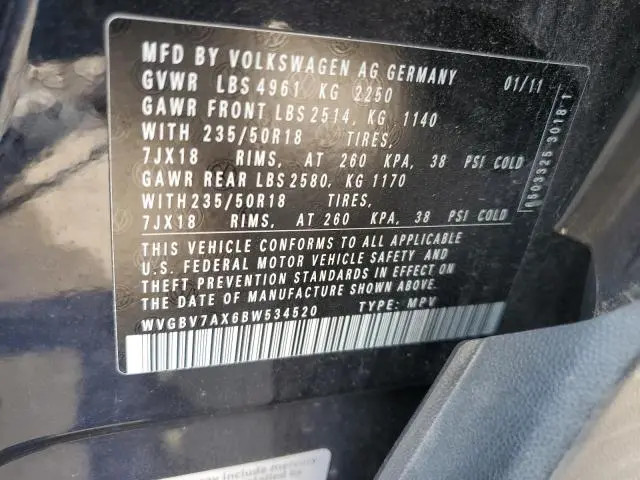 MFD BY VOLKSWAGEN AG GERMANY 01/11
GVWR LBS 4961 KG 2250
GAWR FRONT LBS 2514, KG 1140
WITH 235/50R18 TIRES,
7JX18 RIMS, AT 260 KPA, 38 PSI COLD
GAWR REAR LBS 2580, KG 1170
WITH 235/50R18 TIRES,
7JX18 RIMS, AT 260 KPA, 38 PSI COLD
THIS VEHICLE CONFORMS TO ALL APPLICABLE
U.S. FEDERAL MOTOR VEHICLE SAFETY AND
THEFT PREVENTION STANDARDS IN EFFECT ON
THE DATE OF MANUFACTURE SHOWN ABOVE.
WVGBV7AX6BW534520 TYPE: MPV
include mercury